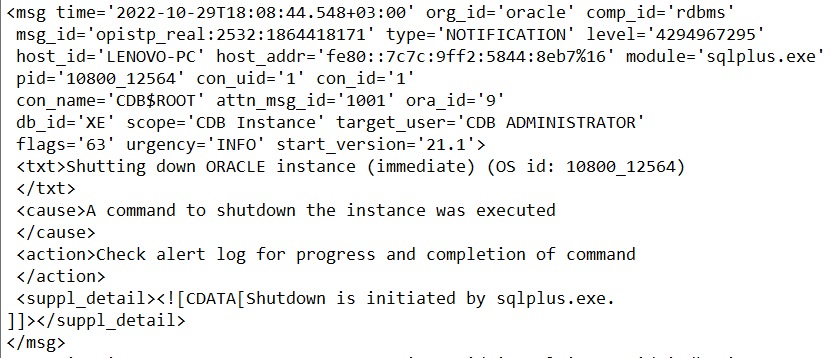 <msg time='2022-10-29T18:08:44.548+03:00' org_id='oracle' comp_id='rdbms'
 msg_id='opistp_real:2532:1864418171' type='NOTIFICATION' level='4294967295'
 host_id='LENOVO-PC' host_addr='fe80::7c7c:9ff2:5844:8eb7%16' module='sqlplus.exe'
 pid='10800_12564' con_uid='1' con_id='1'
 con_name='CDB$ROOT' attn_msg_id='1001' ora_id='9'
 db_id='XE' scope='CDB Instance' target_user='CDB ADMINISTRATOR'
 flags='63' urgency='INFO' start_version='21.1'>
 <txt>Shutting down ORACLE instance (immediate) (OS id: 10800_12564)
 </txt>
 <cause>A command to shutdown the instance was executed
 </cause>
 <action>Check alert log for progress and completion of command
 </action>
 <suppl_detail><![CDATA[Shutdown is initiated by sqlplus.exe.
]]></suppl_detail>
</msg>